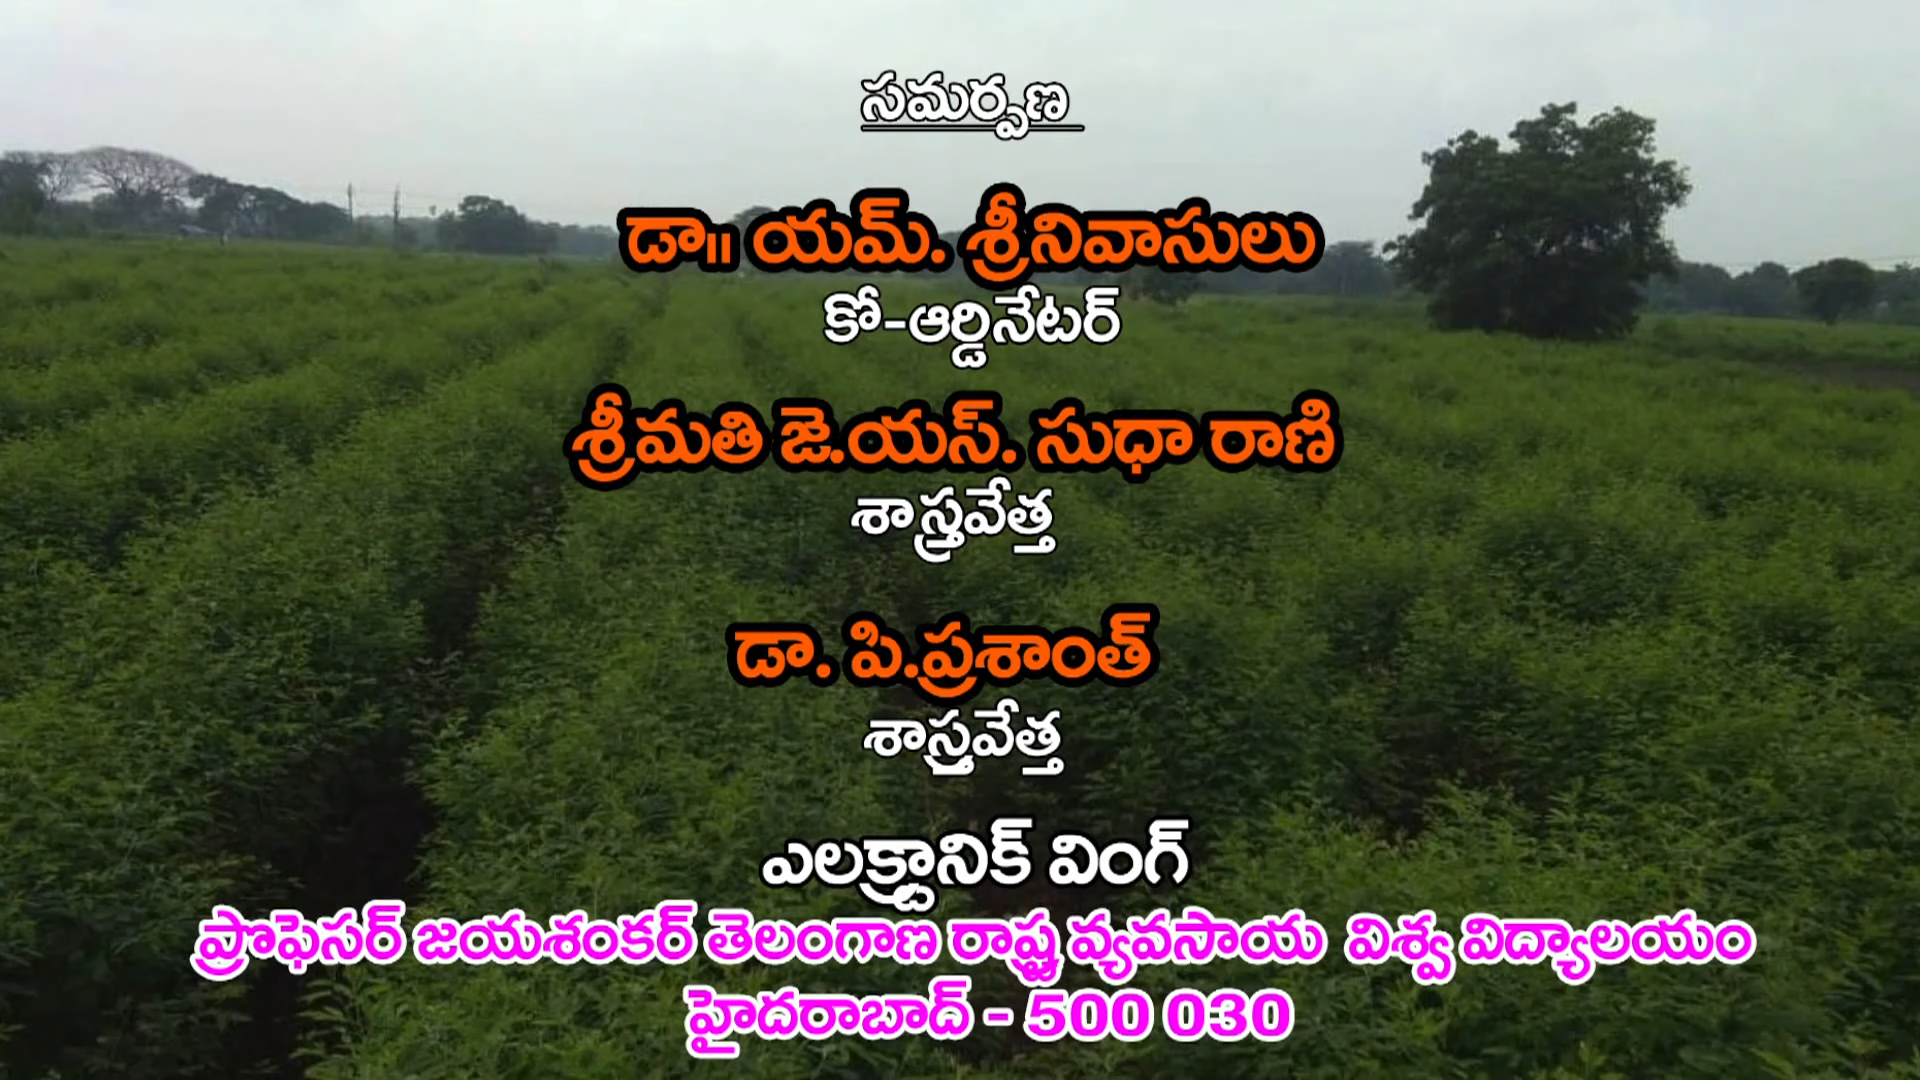 సమర్పణ
డా॥ యమ్. శ్రీనివాసులు
కో-ఆర్డినేటర్
శ్రీమతి జె.యస్. సుధా రాణి
శాస్త్రవేత్త
డా. పి.ప్రశాంత్
శాస్త్రవేత్త
ఎలక్ట్రానిక్ వింగ్
ప్రొఫెసర్ జయశంకర్ తెలంగాణ రాష్ట్ర వ్యవసాయ విశ్వ విద్యాలయం
హైదరాబాద్ - 500 030